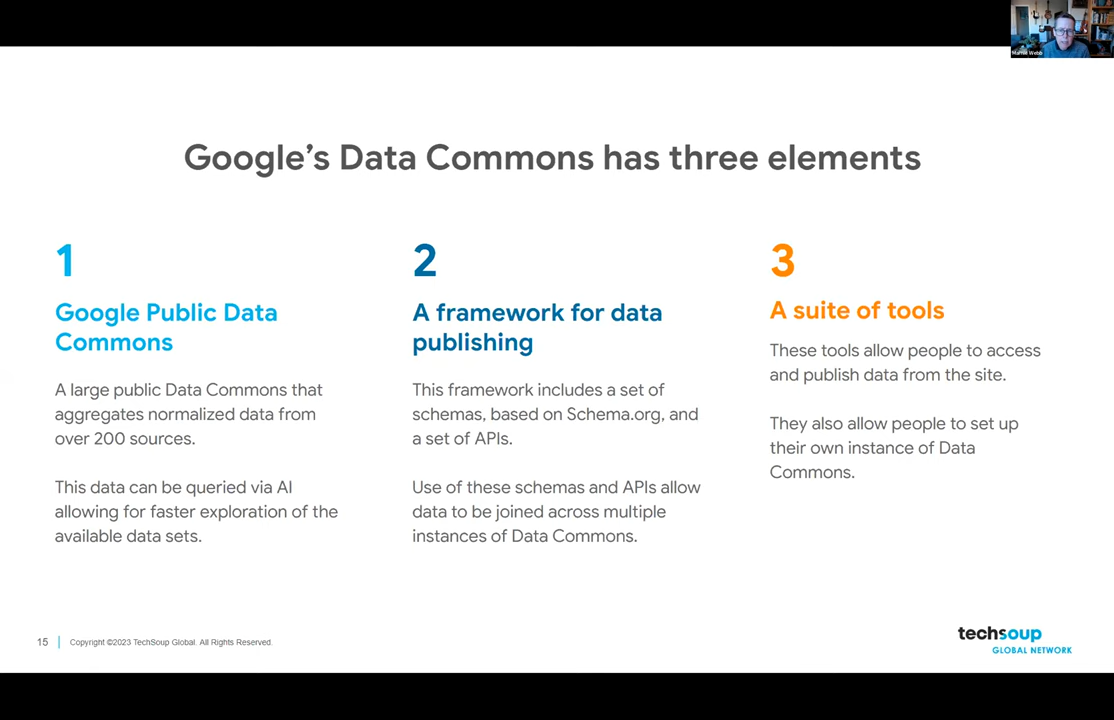 Marnie Webb
Google's Data Commons has three elements
1
Google Public Data
Commons
A large public Data Commons that
aggregates normalized data from
over 200 sources.
This data can be queried via AI
allowing for faster exploration of the
available data sets.
2
A framework for data
publishing
This framework includes a set of
schemas, based on Schema.org, and
a set of APIs.
Use of these schemas and APIs allow
data to be joined across multiple
instances of Data Commons.
3
A suite of tools
These tools allow people to access
and publish data from the site.
They also allow people to set up
their own instance of Data
Commons.
15
Copyright ©2023 TechSoup Global. All Rights Reserved.
techsoup
GLOBAL NETWORK